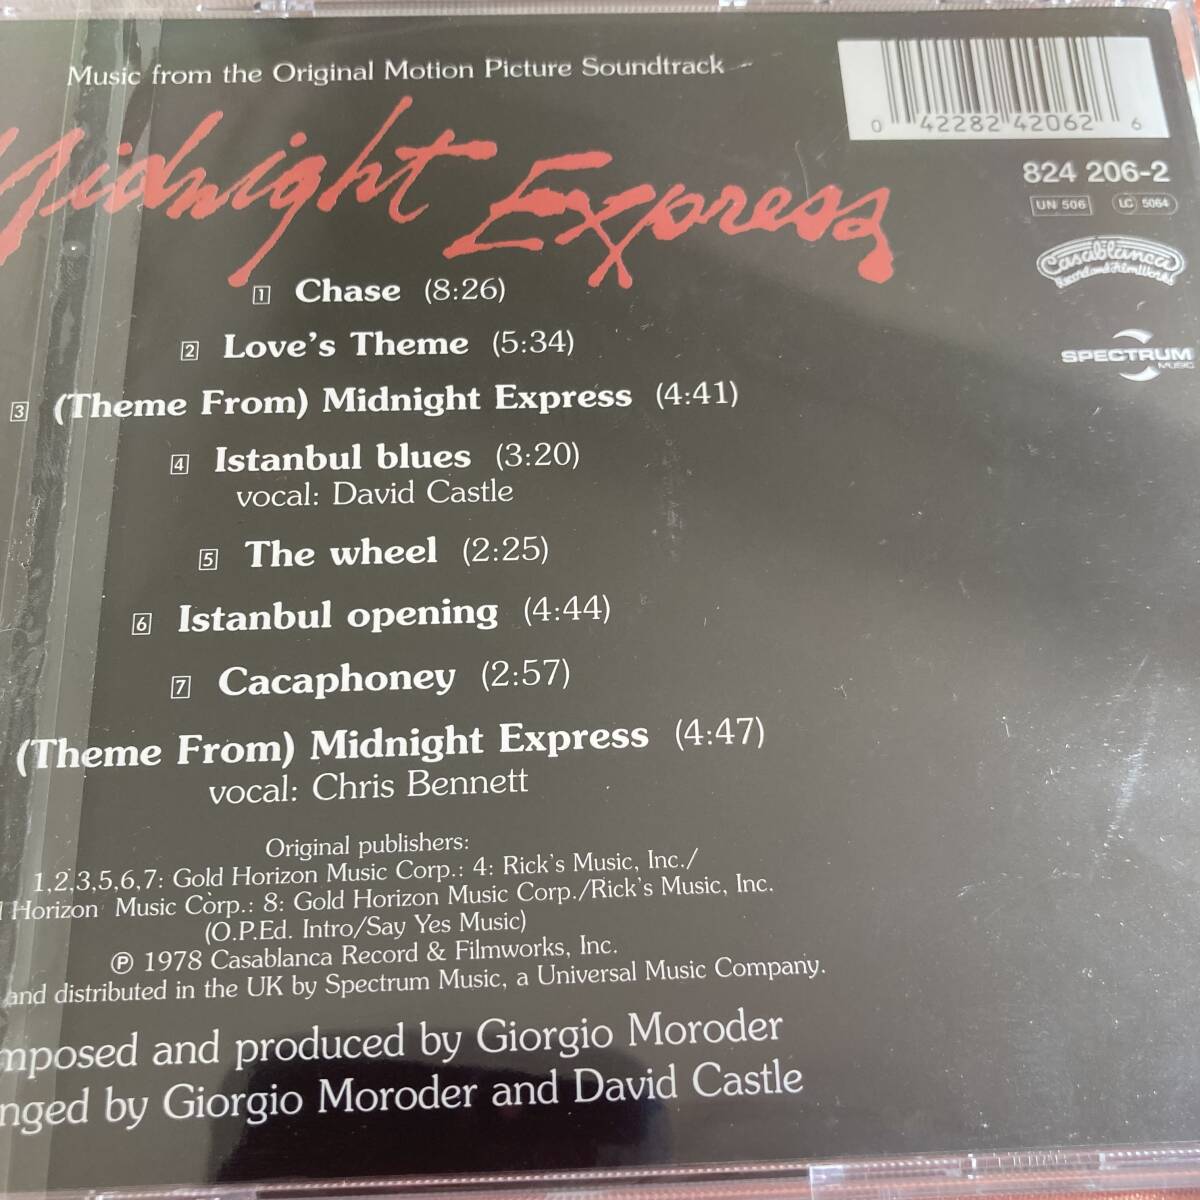 Music from the Original Motion Picture Soundtrack
Midnight Express
0 42282 42062 6
824 206-2
UN 506 LC 5064
Casablanca
Record and FilmWorks
SPECTRUM
MUSIC
1 Chase (8:26)
2 Love's Theme (5:34)
3 (Theme From) Midnight Express (4:41)
4 Istanbul blues (3:20)
vocal: David Castle
5 The wheel (2:25)
6 Istanbul opening (4:44)
7 Cacaphoney (2:57)
(Theme From) Midnight Express (4:47)
vocal: Chris Bennett
Original publishers:
1,2,3,5,6,7: Gold Horizon Music Corp.: 4: Rick's Music, Inc./
Horizon Music Corp.: 8: Gold Horizon Music Corp./Rick's Music, Inc.
(O.P.Ed. Intro/Say Yes Music)
℗ 1978 Casablanca Record & Filmworks, Inc.
and distributed in the UK by Spectrum Music, a Universal Music Company.
mposed and produced by Giorgio Moroder
nged by Giorgio Moroder and David Castle